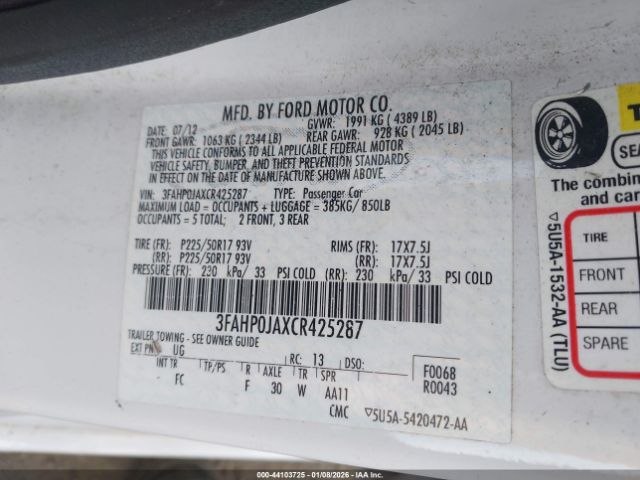 MFD. BY FORD MOTOR CO.
DATE: 07/12 GVWR: 1991 KG ( 4389 LB)
FRONT GAWR: 1063 KG ( 2344 LB) REAR GAWR: 928 KG ( 2045 LB)
THIS VEHICLE CONFORMS TO ALL APPLICABLE FEDERAL MOTOR
VEHICLE SAFETY, BUMPER, AND THEFT PREVENTION STANDARDS
IN EFFECT ON THE DATE OF MANUFACTURE SHOWN ABOVE.
VIN: 3FAHP0JAXCR425287 TYPE: Passenger Car
MAXIMUM LOAD = OCCUPANTS + LUGGAGE = 385KG/ 850LB
OCCUPANTS = 5 TOTAL; 2 FRONT, 3 REAR
TIRE (FR): P225/50R17 93V RIMS (FR): 17X7.5J
(RR): P225/50R17 93V (RR): 17X7.5J
PRESSURE (FR): 230 kPa/ 33 PSI COLD (RR): 230 kPa/ 33 PSI COLD
3FAHP0JAXCR425287
TRAILER TOWING - SEE OWNER GUIDE
EXT PNT: UG RC: 13 DSO: F0068
INT TR TP/PS R AXLE TR SPR R0043
FC F 30 W AA11
CMC ▽5U5A-5420472-AA
T
SEA
The combin
and car
TIRE
FRONT
REAR
SPARE
▽5U5A-1532-AA (TLU)
000-44103725 - 01/08/2026 - IAA Holdings, LLC